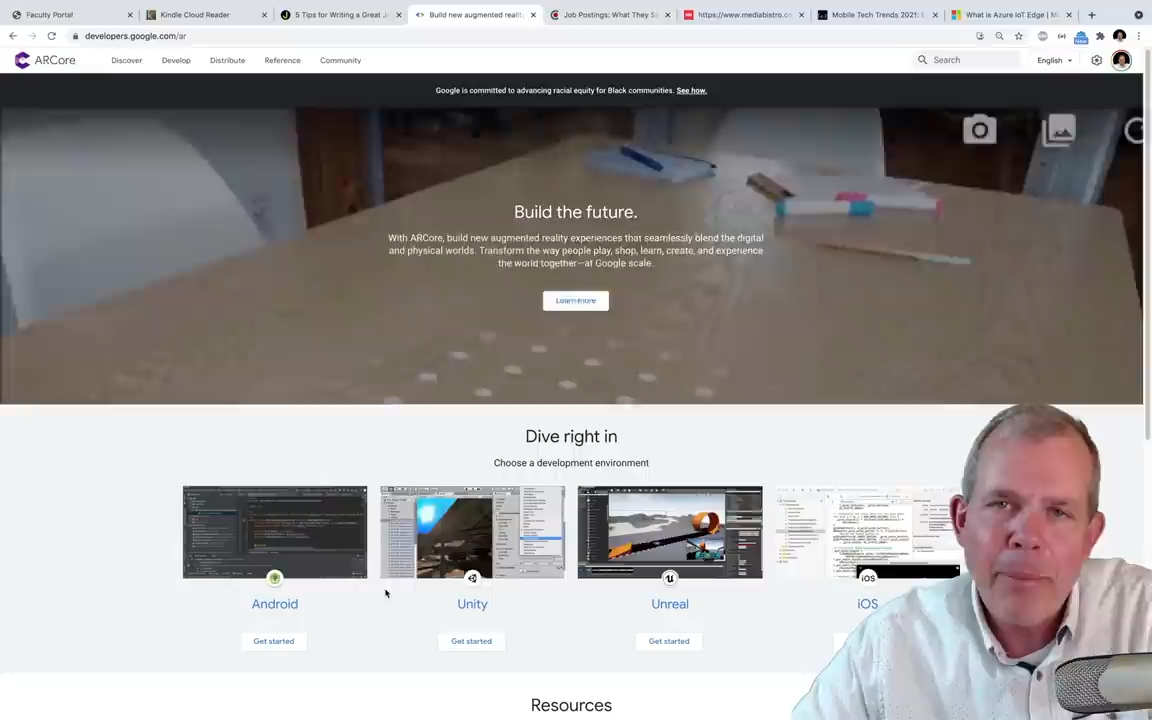 Faculty Portal
Kindle Cloud Reader
5 Tips for Writing a Great J
Build new augmented realit
Job Postings: What They S
https://www.mediabistro.co
Mobile Tech Trends 2021:
What is Azure IoT Edge | M
developers.google.com/ar
New
ARCore
Discover
Develop
Distribute
Reference
Community
Search
English
Google is committed to advancing racial equity for Black communities. See how.
Build the future.
With ARCore, build new augmented reality experiences that seamlessly blend the digital
and physical worlds. Transform the way people play, shop, learn, create, and experience
the world together—at Google scale.
Learn more
Dive right in
Choose a development environment
iOS
Android
Unity
Unreal
iOS
Get started
Get started
Get started
Resources